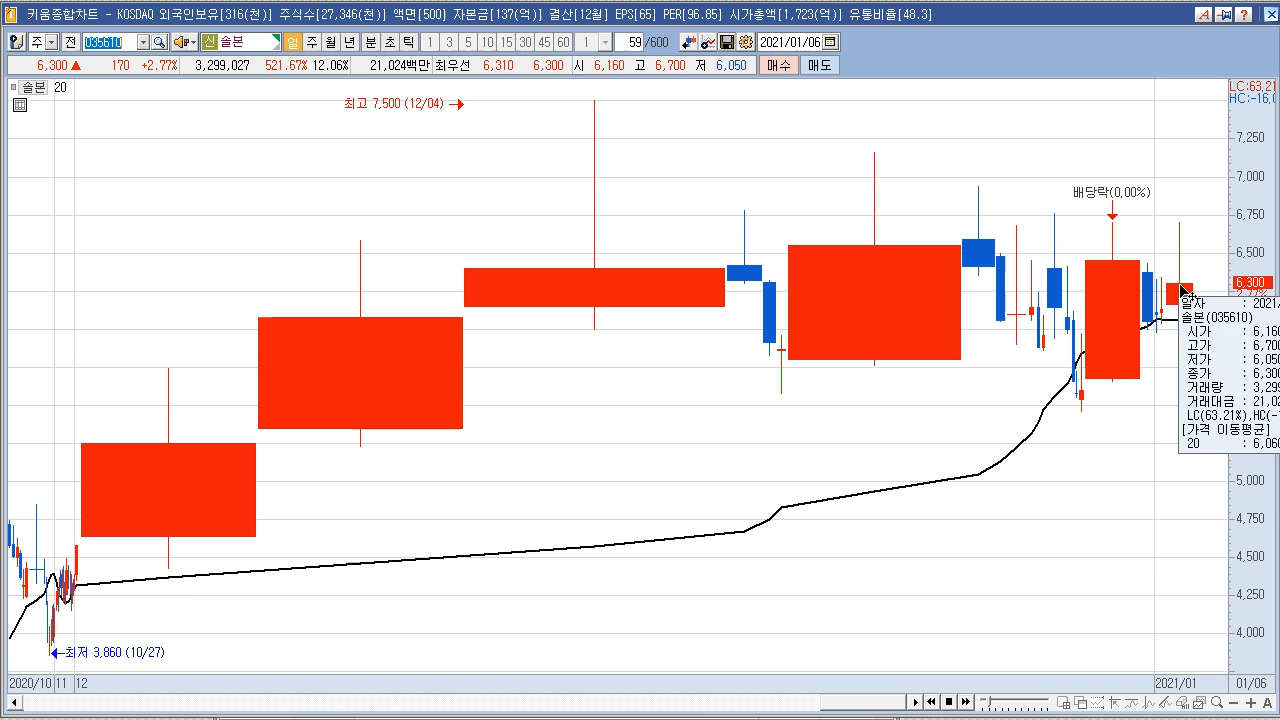 키움종합차트 - KOSDAQ 외국인보유[316(천)] 주식수[27,346(천)] 액면[500] 자본금[137(억)] 결산[12월] EPS[65] PER[96.85] 시가총액[1,723(억)] 유통비율[48.3]
주 전 035610 신 솔본 일 주 월 년 분 초 틱 1 3 5 10 15 30 45 60 1 59 /600 2021/01/06
6,300 ▲ 170 +2.77% 3,299,027 521.67% 12.06% 21,024백만 최우선 6,310 6,300 시 6,160 고 6,700 저 6,050 매수 매도
솔본 20
LC:63.21
HC:-16.0
최고 7,500 (12/04)
7,250
7,000
배당락(0.00%)
6,750
6,500
6,300
2.77%
일자 : 2021/
솔본(035610)
시가 : 6,160
고가 : 6,700
저가 : 6,050
종가 : 6,300
거래량 : 3,299
거래대금 : 21,02
LC(63.21%),HC(-1
[가격 이동평균]
20 : 6,060
5,000
4,750
4,500
4,250
4,000
최저 3,860 (10/27)
2020/10 11 12 2021/01 01/06